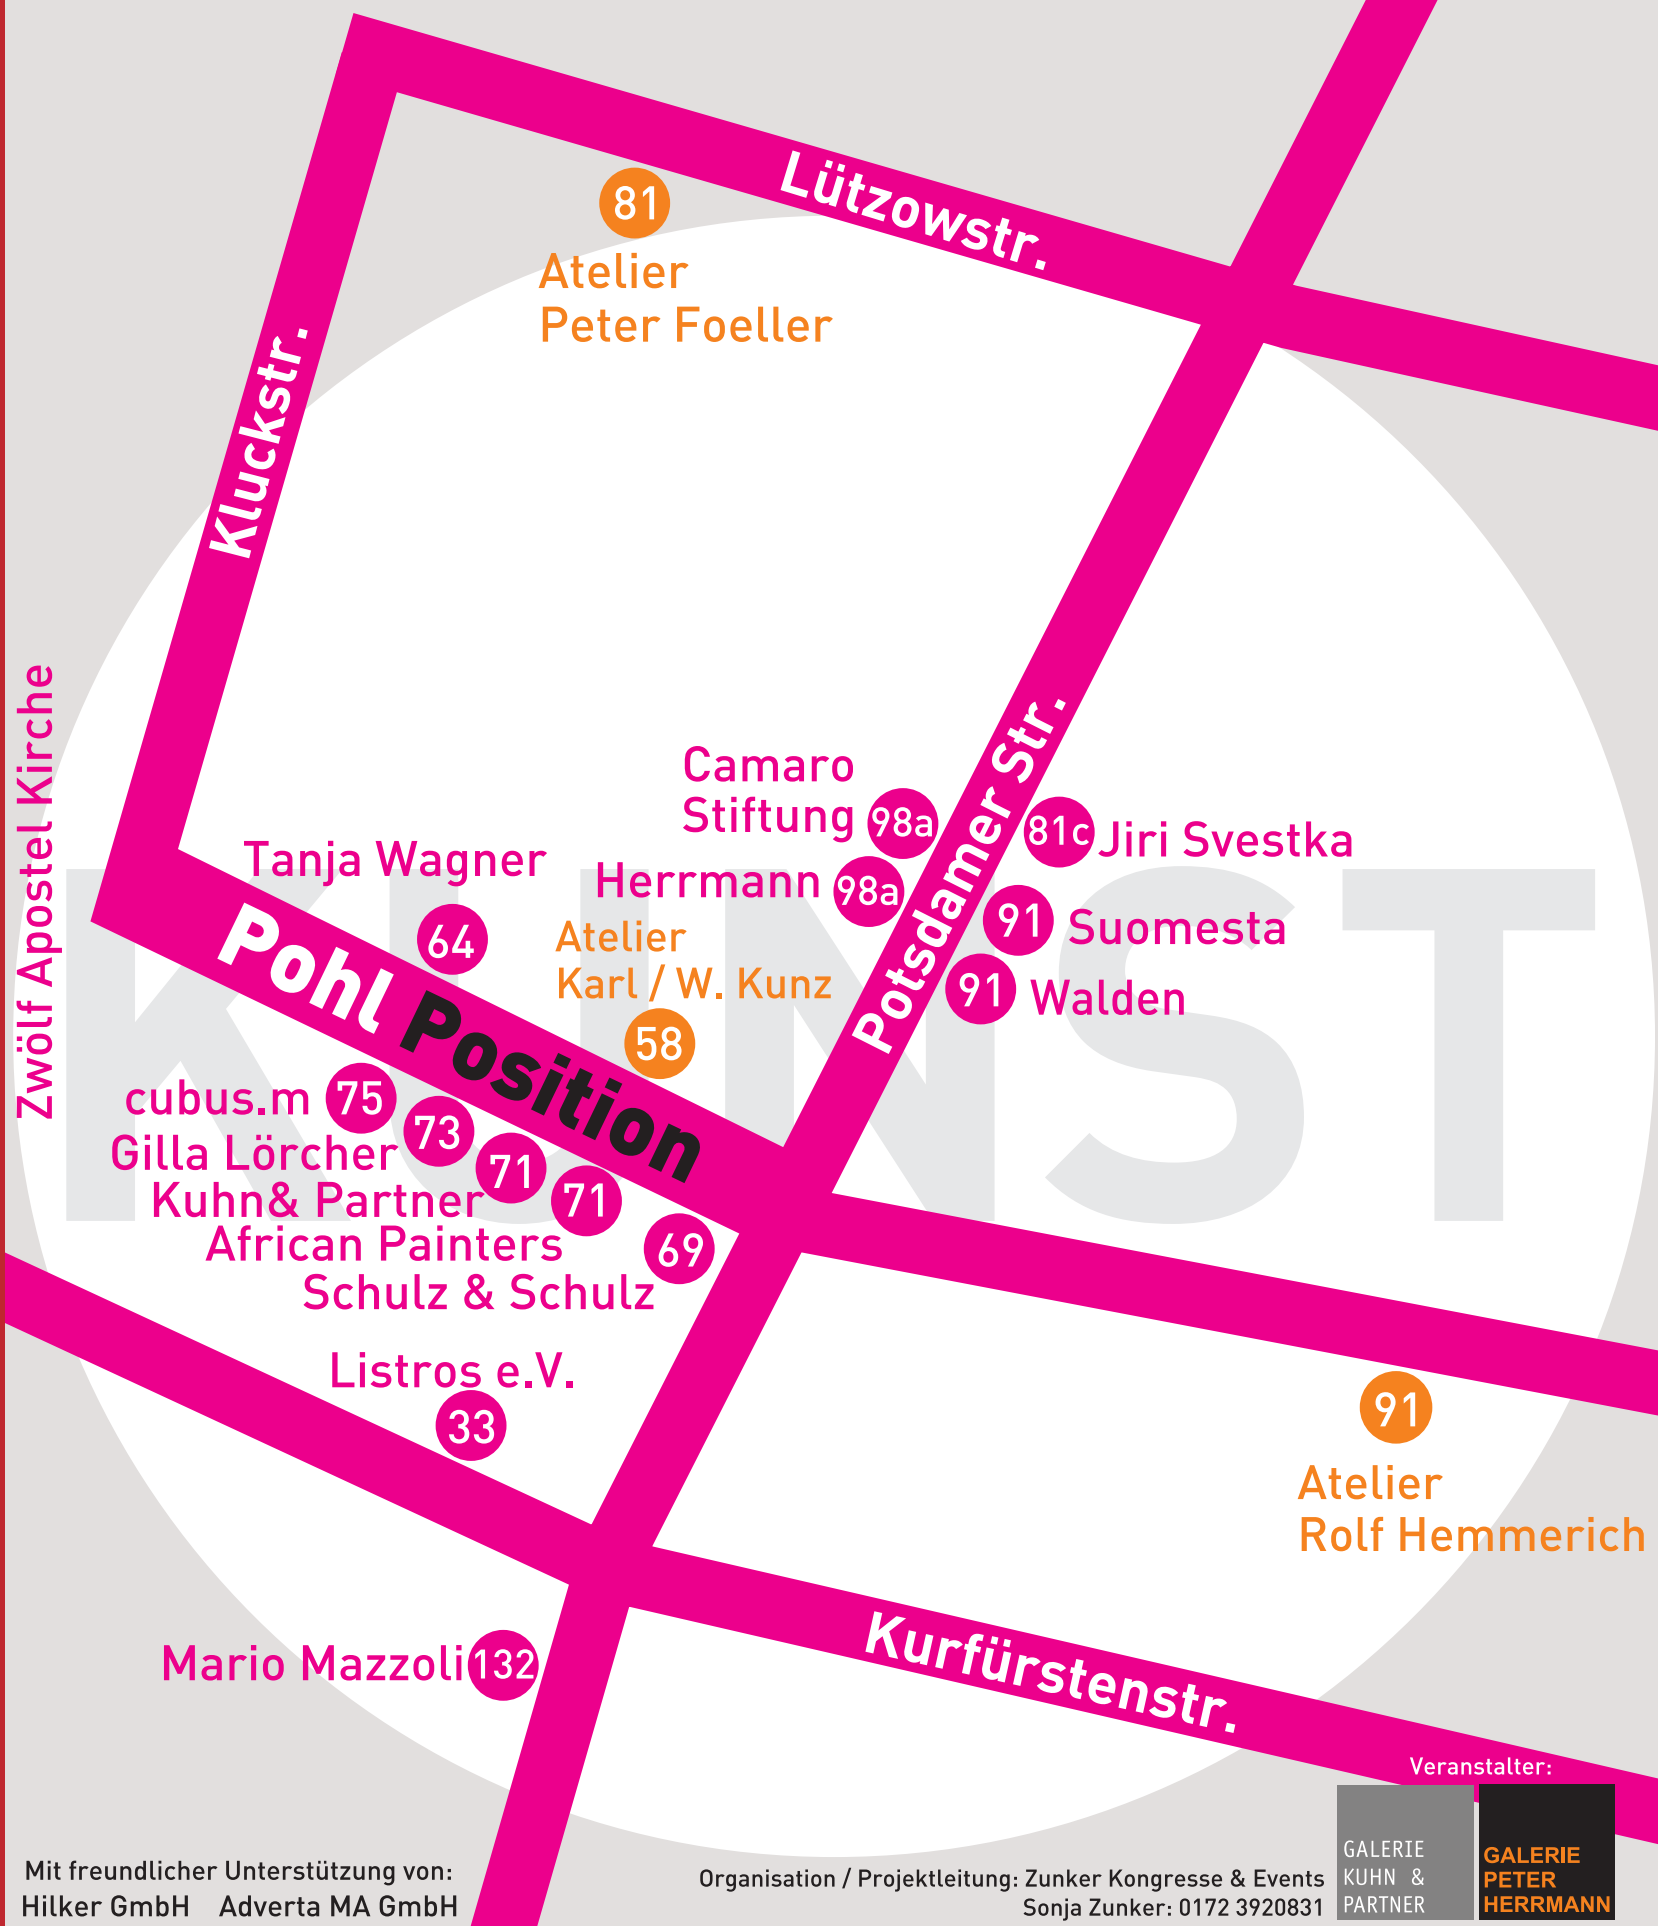 Lützowstr.
81
Atelier
Peter Foeller
Kluckstr.
Zwölf Apostel Kirche
KUNST
Potsdamer Str.
Camaro
Stiftung 98a
Herrmann 98a
81c Jiri Svestka
91 Suomesta
91 Walden
Tanja Wagner
64
Atelier
Karl / W. Kunz
58
Pohl Position
cubus.m 75
Gilla Lörcher 73
Kuhn& Partner 71
African Painters 71
Schulz & Schulz 69
Listros e.V.
33
91
Atelier
Rolf Hemmerich
Mario Mazzoli 132
Kurfürstenstr.
Veranstalter:
GALERIE
KUHN &
PARTNER
GALERIE
PETER
HERRMANN
Mit freundlicher Unterstützung von:
Hilker GmbH Adverta MA GmbH
Organisation / Projektleitung: Zunker Kongresse & Events
Sonja Zunker: 0172 3920831